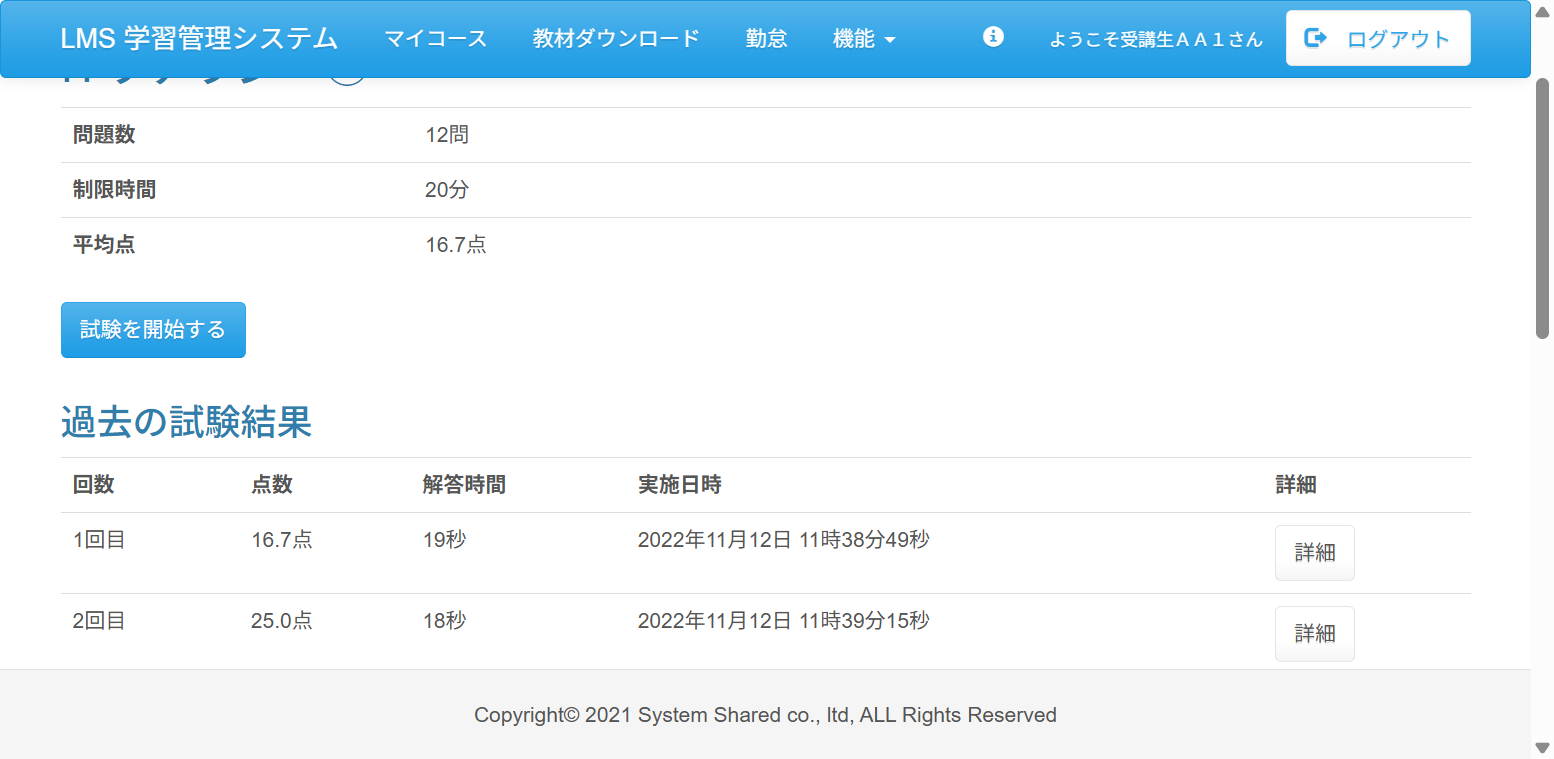 LMS 学習管理システム マイコース 教材ダウンロード 勤怠 機能 ようこそ受講生ＡＡ１さん ログアウト
問題数 12問
制限時間 20分
平均点 16.7点
試験を開始する
過去の試験結果
回数 点数 解答時間 実施日時 詳細
1回目 16.7点 19秒 2022年11月12日 11時38分49秒 詳細
2回目 25.0点 18秒 2022年11月12日 11時39分15秒 詳細
Copyright© 2021 System Shared co., ltd, ALL Rights Reserved